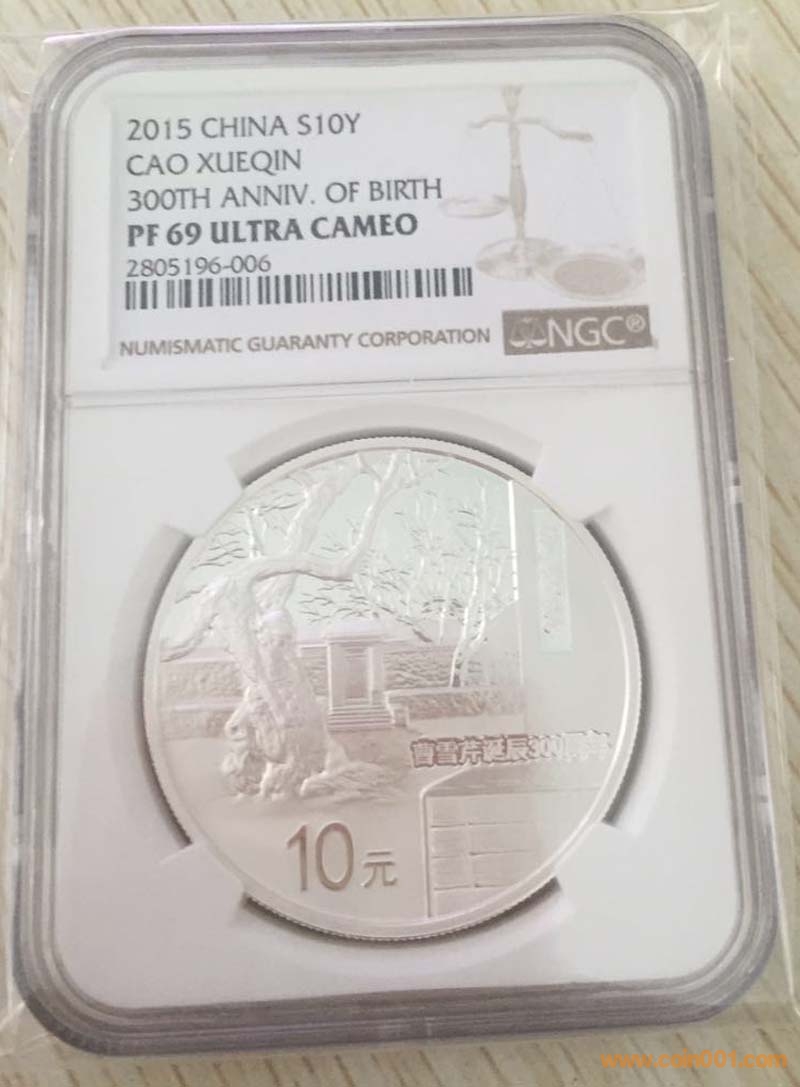 2015 CHINA S10Y
CAO XUEQIN
300TH ANNIV. OF BIRTH
PF 69 ULTRA CAMEO
2805196-006
NUMISMATIC GUARANTY CORPORATION
NGC®
曹雪芹诞辰300周年
10元
www.coin001.com